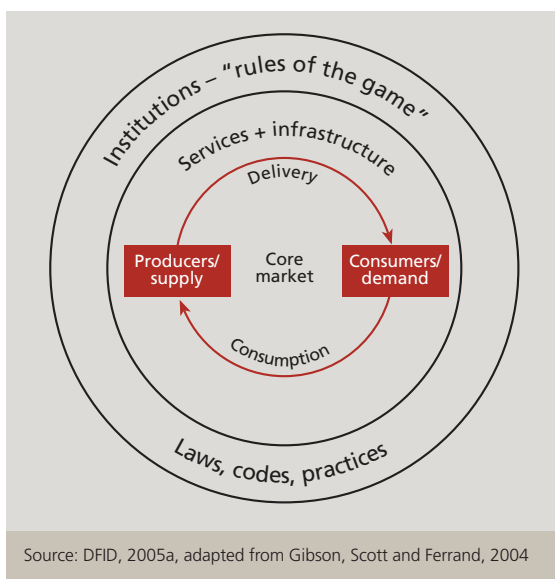 Institutions – “rules of the game”
Services + infrastructure
Delivery
Producers/
supply
Core
market
Consumers/
demand
Consumption
Laws, codes, practices
Source: DFID, 2005a, adapted from Gibson, Scott and Ferrand, 2004